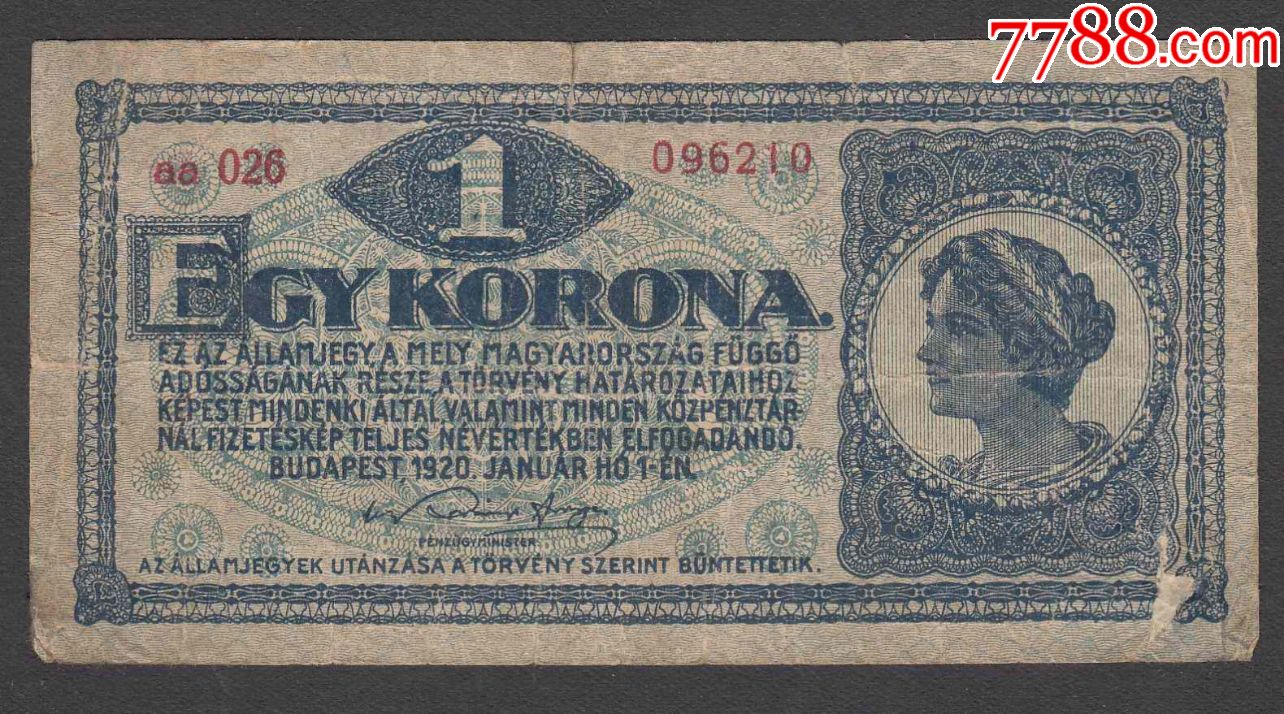 7788.com
aa 026
1
096210
EGY KORONA.
EZ AZ ÁLLAMJEGY A MELY MAGYARORSZÁG FÜGGŐ
ADÓSSÁGÁNAK RÉSZE A TÖRVÉNY HATÁROZATAIHOZ
KÉPEST MINDENKI ÁLTAL VALAMINT MINDEN KÖZPÉNZTÁR-
NÁL FIZETÉSKÉP TELJES NÉVÉRTÉKBEN ELFOGADANDÓ.
BUDAPEST, 1920. JANUÁR HÓ 1-ÉN.
PÉNZÜGYMINISTER.
AZ ÁLLAMJEGYEK UTÁNZÁSA A TÖRVÉNY SZERINT BÜNTETTETIK.